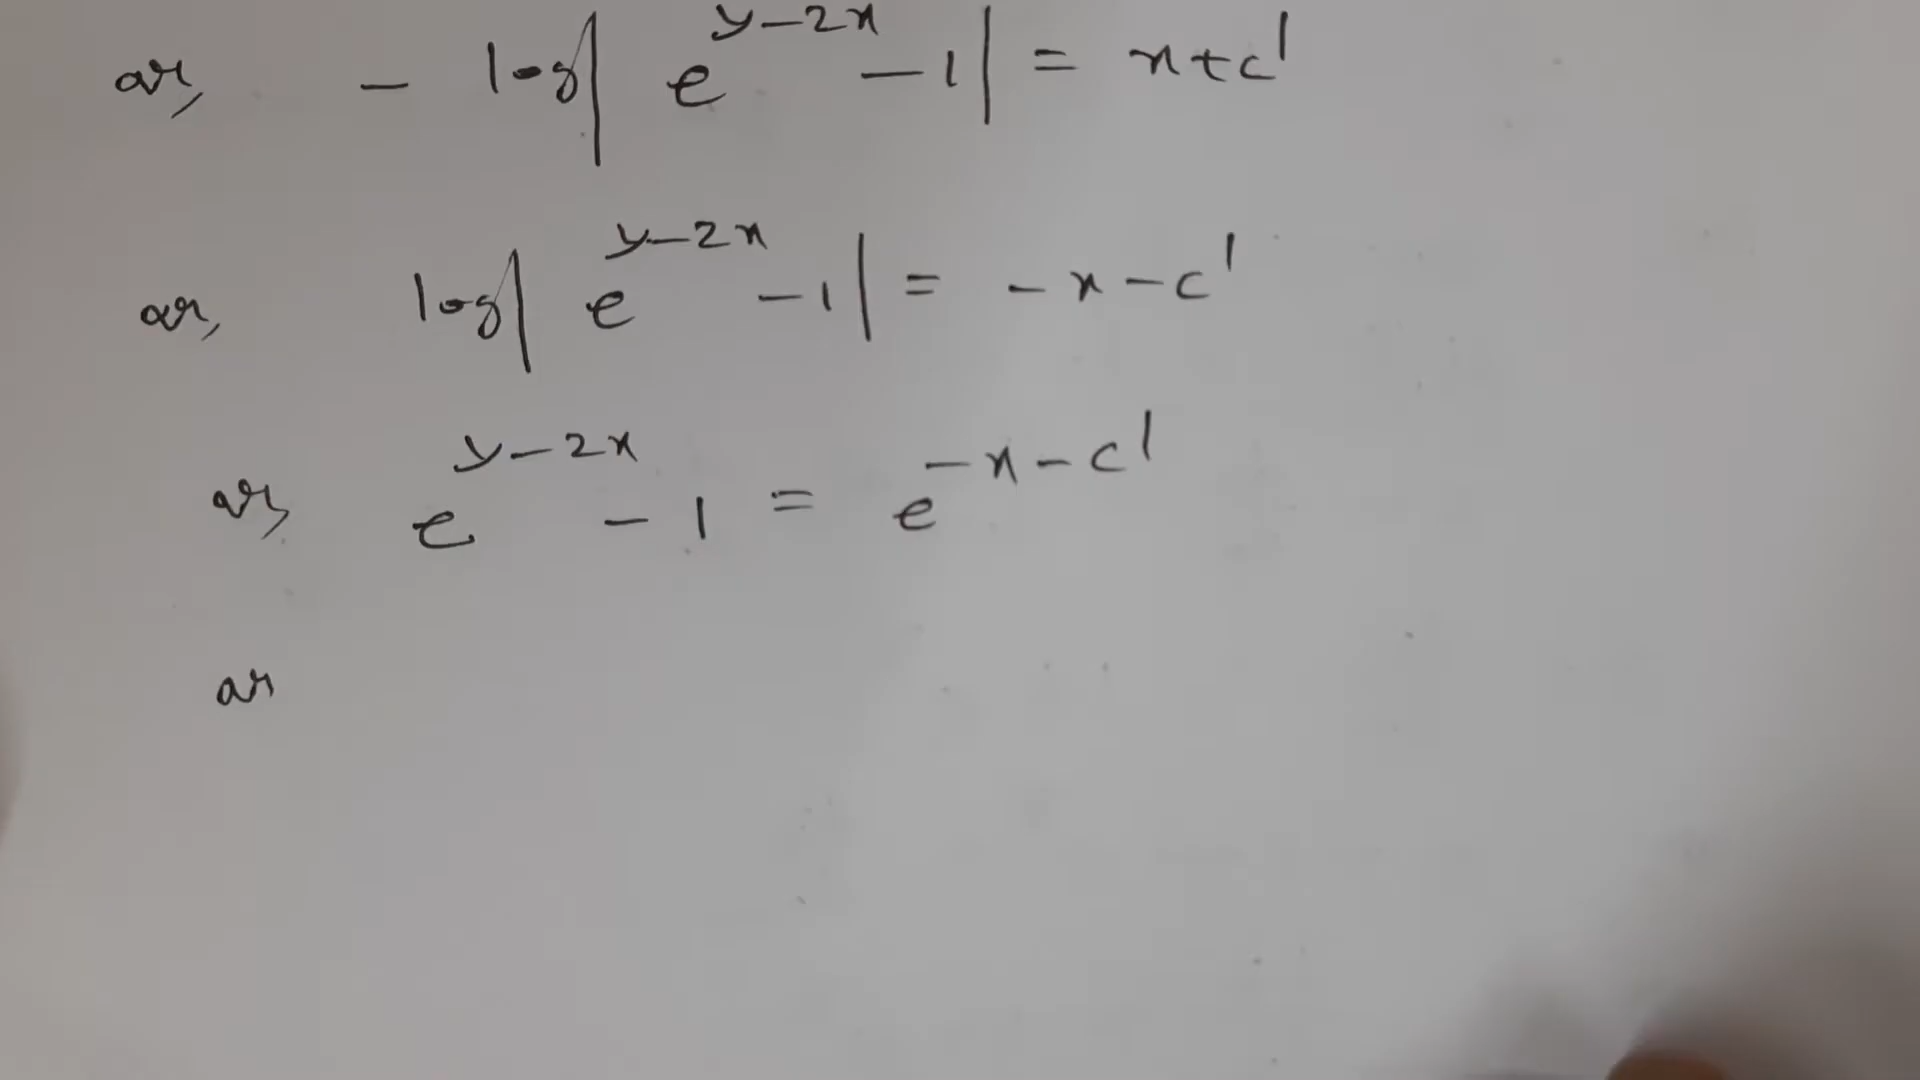 or, - log| e^{y-2x} - 1 | = x+c'
or, log| e^{y-2x} - 1 | = -x-c'
or, e^{y-2x} - 1 = e^{-x-c'}
or